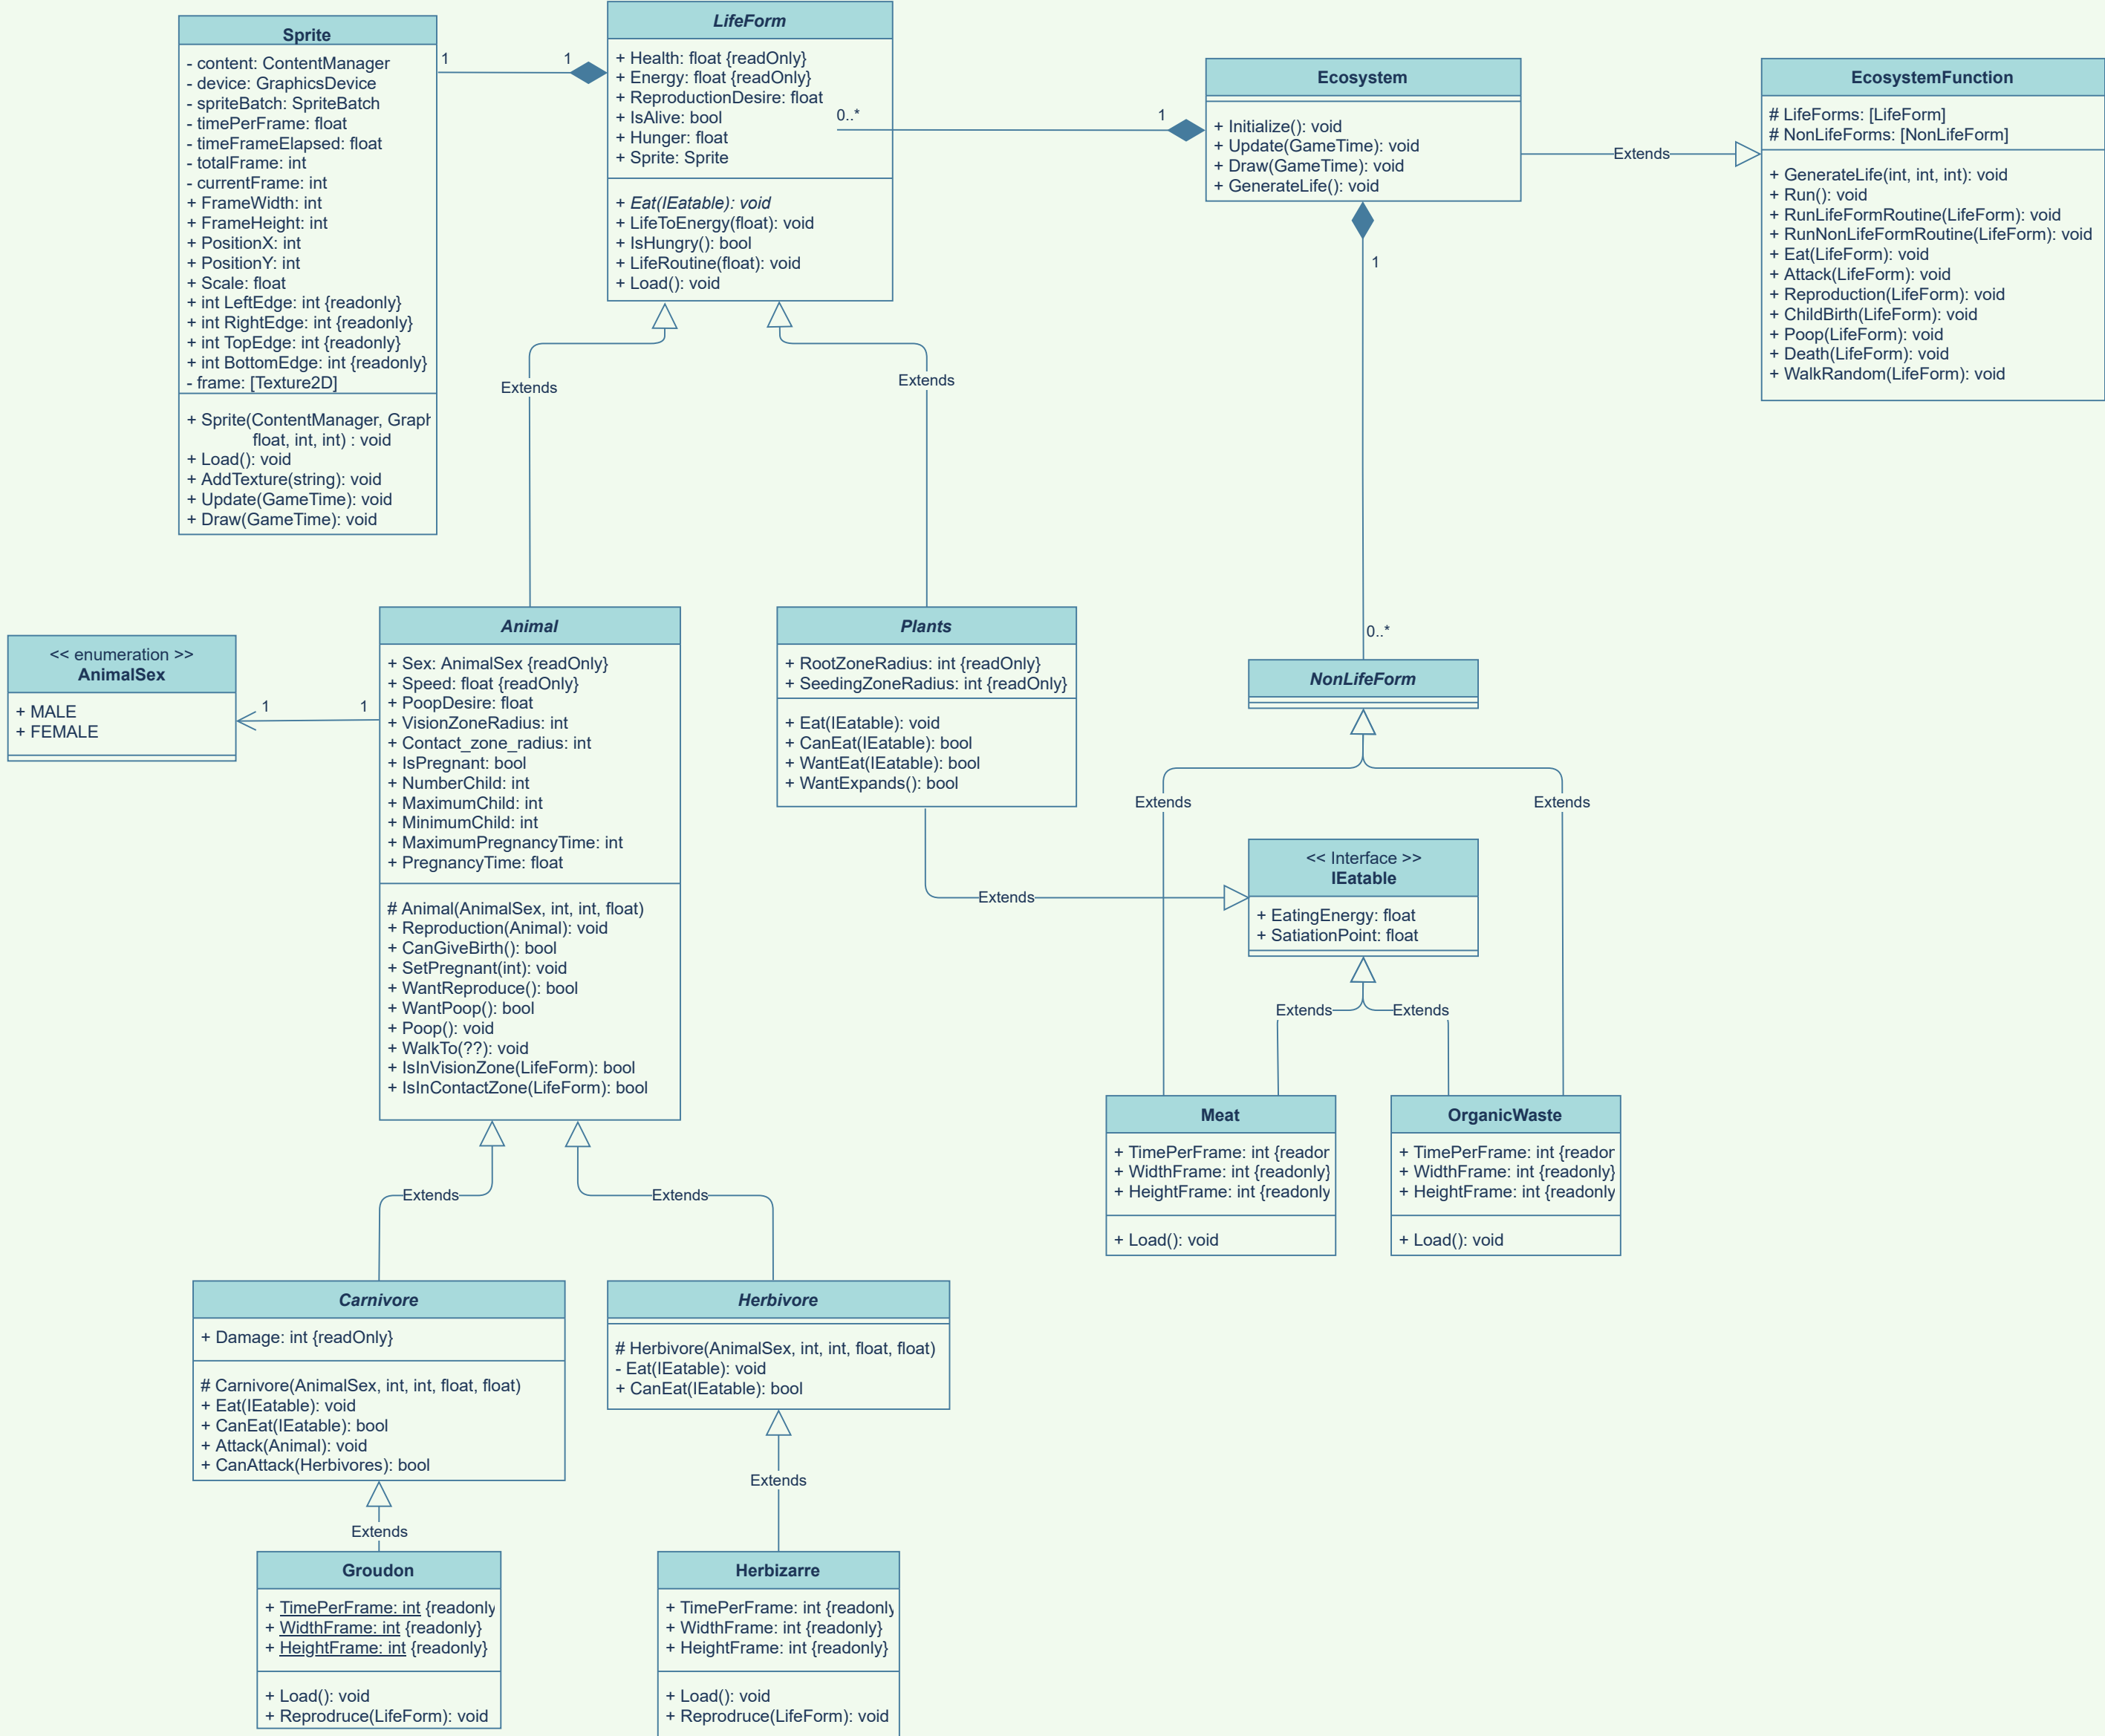 Sprite
- content: ContentManager
- device: GraphicsDevice
- spriteBatch: SpriteBatch
- timePerFrame: float
- timeFrameElapsed: float
- totalFrame: int
- currentFrame: int
+ FrameWidth: int
+ FrameHeight: int
+ PositionX: int
+ PositionY: int
+ Scale: float
+ int LeftEdge: int {readonly}
+ int RightEdge: int {readonly}
+ int TopEdge: int {readonly}
+ int BottomEdge: int {readonly}
- frame: [Texture2D]
+ Sprite(ContentManager, Graph
float, int, int) : void
+ Load(): void
+ AddTexture(string): void
+ Update(GameTime): void
+ Draw(GameTime): void
1
1
LifeForm
+ Health: float {readOnly}
+ Energy: float {readOnly}
+ ReproductionDesire: float
+ IsAlive: bool
+ Hunger: float
+ Sprite: Sprite
+ Eat(IEatable): void
+ LifeToEnergy(float): void
+ IsHungry(): bool
+ LifeRoutine(float): void
+ Load(): void
0..*
1
Ecosystem
+ Initialize(): void
+ Update(GameTime): void
+ Draw(GameTime): void
+ GenerateLife(): void
Extends
EcosystemFunction
# LifeForms: [LifeForm]
# NonLifeForms: [NonLifeForm]
+ GenerateLife(int, int, int): void
+ Run(): void
+ RunLifeFormRoutine(LifeForm): void
+ RunNonLifeFormRoutine(LifeForm): void
+ Eat(LifeForm): void
+ Attack(LifeForm): void
+ Reproduction(LifeForm): void
+ ChildBirth(LifeForm): void
+ Poop(LifeForm): void
+ Death(LifeForm): void
+ WalkRandom(LifeForm): void
1
0..*
Extends
Extends
<< enumeration >>
AnimalSex
+ MALE
+ FEMALE
1
1
Animal
+ Sex: AnimalSex {readOnly}
+ Speed: float {readOnly}
+ PoopDesire: float
+ VisionZoneRadius: int
+ Contact_zone_radius: int
+ IsPregnant: bool
+ NumberChild: int
+ MaximumChild: int
+ MinimumChild: int
+ MaximumPregnancyTime: int
+ PregnancyTime: float
# Animal(AnimalSex, int, int, float)
+ Reproduction(Animal): void
+ CanGiveBirth(): bool
+ SetPregnant(int): void
+ WantReproduce(): bool
+ WantPoop(): bool
+ Poop(): void
+ WalkTo(??): void
+ IsInVisionZone(LifeForm): bool
+ IsInContactZone(LifeForm): bool
Plants
+ RootZoneRadius: int {readOnly}
+ SeedingZoneRadius: int {readOnly}
+ Eat(IEatable): void
+ CanEat(IEatable): bool
+ WantEat(IEatable): bool
+ WantExpands(): bool
Extends
NonLifeForm
Extends
Extends
<< Interface >>
IEatable
+ EatingEnergy: float
+ SatiationPoint: float
Extends
Extends
Meat
+ TimePerFrame: int {reador
+ WidthFrame: int {readonly}
+ HeightFrame: int {readonly
+ Load(): void
OrganicWaste
+ TimePerFrame: int {reador
+ WidthFrame: int {readonly}
+ HeightFrame: int {readonly
+ Load(): void
Extends
Extends
Carnivore
+ Damage: int {readOnly}
# Carnivore(AnimalSex, int, int, float, float)
+ Eat(IEatable): void
+ CanEat(IEatable): bool
+ Attack(Animal): void
+ CanAttack(Herbivores): bool
Herbivore
# Herbivore(AnimalSex, int, int, float, float)
- Eat(IEatable): void
+ CanEat(IEatable): bool
Extends
Extends
Groudon
+ TimePerFrame: int {readonly
+ WidthFrame: int {readonly}
+ HeightFrame: int {readonly}
+ Load(): void
+ Reprodruce(LifeForm): void
Herbizarre
+ TimePerFrame: int {readonly
+ WidthFrame: int {readonly}
+ HeightFrame: int {readonly}
+ Load(): void
+ Reprodruce(LifeForm): void